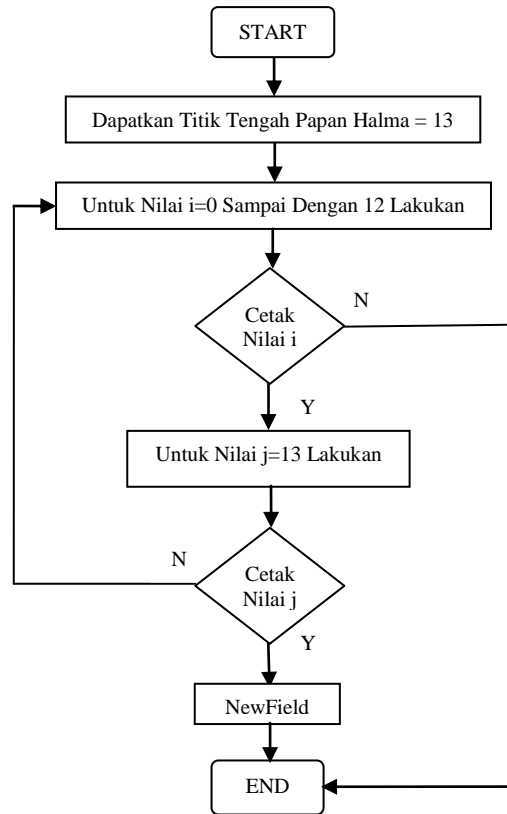 START
Dapatkan Titik Tengah Papan Halma = 13
Untuk Nilai i=0 Sampai Dengan 12 Lakukan
Cetak
Nilai i
N
Y
Untuk Nilai j=13 Lakukan
N
Cetak
Nilai j
Y
NewField
END